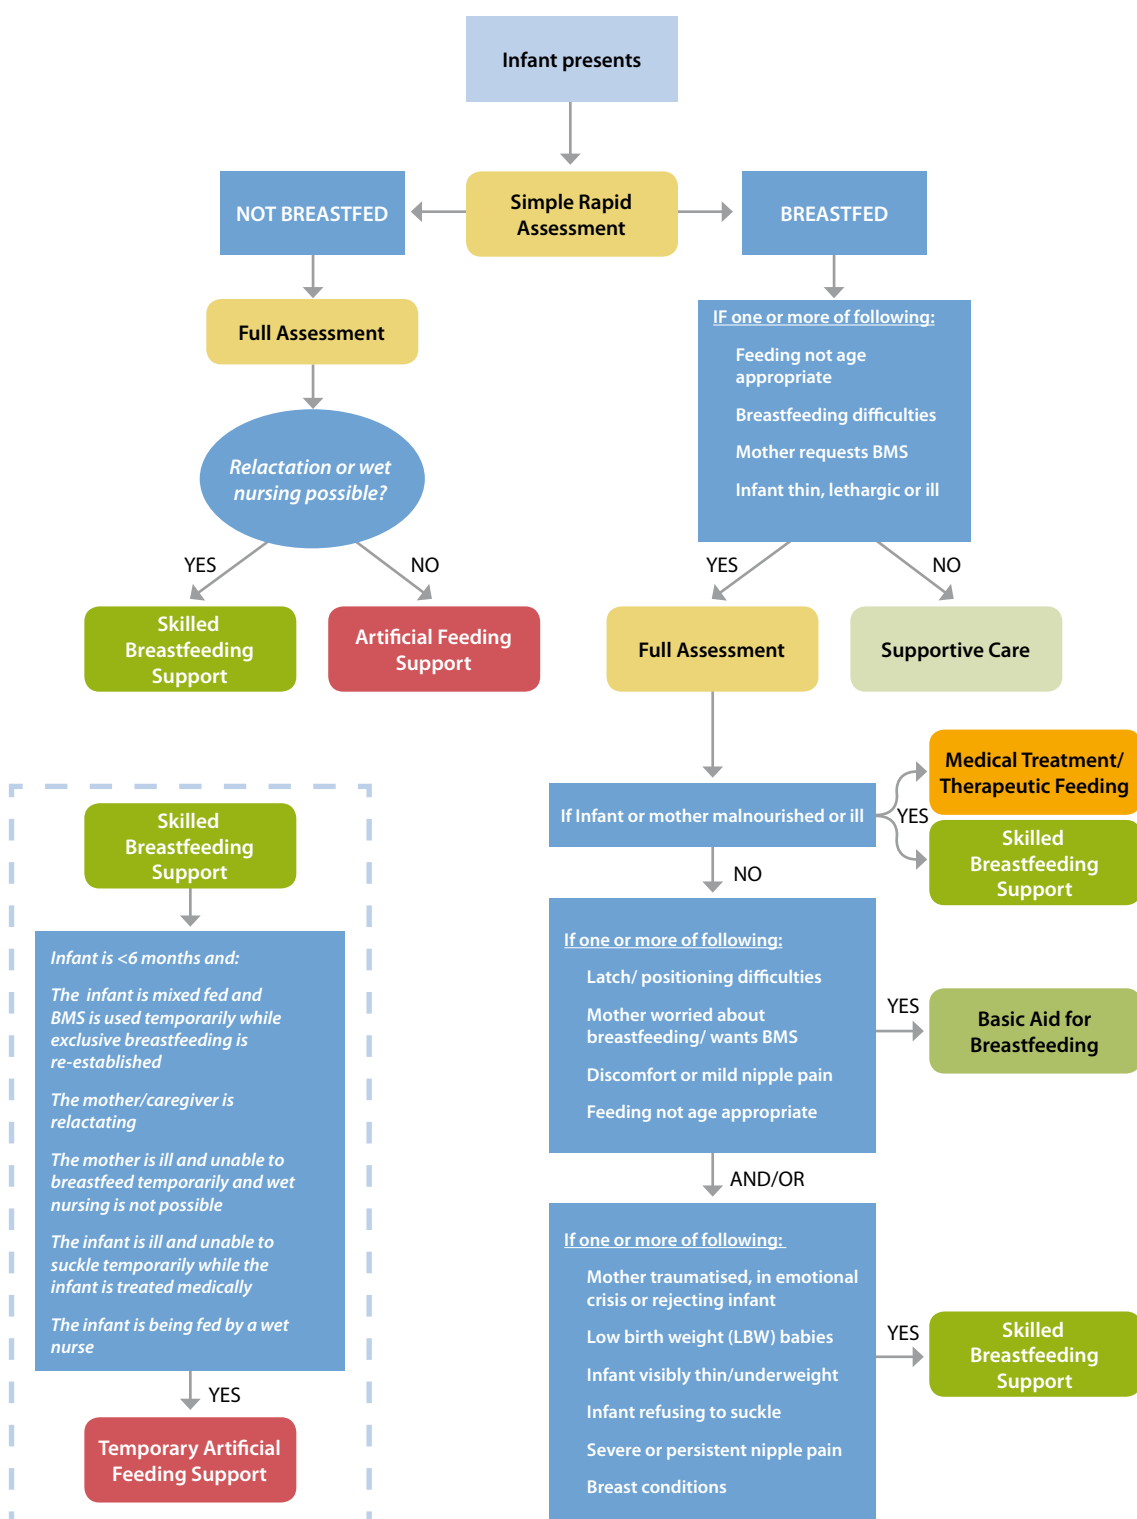 Infant presents
Simple Rapid
Assessment
NOT BREASTFED
BREASTFED
Full Assessment
Relactation or wet
nursing possible?
YES
NO
Skilled
Breastfeeding
Support
Artificial Feeding
Support
IF one or more of following:
Feeding not age
appropriate
Breastfeeding difficulties
Mother requests BMS
Infant thin, lethargic or ill
YES
NO
Full Assessment
Supportive Care
If Infant or mother malnourished or ill
YES
Medical Treatment/
Therapeutic Feeding
Skilled
Breastfeeding
Support
NO
If one or more of following:
Latch/ positioning difficulties
Mother worried about
breastfeeding/ wants BMS
Discomfort or mild nipple pain
Feeding not age appropriate
YES
Basic Aid for
Breastfeeding
AND/OR
If one or more of following:
Mother traumatised, in emotional
crisis or rejecting infant
Low birth weight (LBW) babies
Infant visibly thin/underweight
Infant refusing to suckle
Severe or persistent nipple pain
Breast conditions
YES
Skilled
Breastfeeding
Support
Skilled
Breastfeeding
Support
Infant is <6 months and:
The infant is mixed fed and
BMS is used temporarily while
exclusive breastfeeding is
re-established
The mother/caregiver is
relactating
The mother is ill and unable to
breastfeed temporarily and wet
nursing is not possible
The infant is ill and unable to
suckle temporarily while the
infant is treated medically
The infant is being fed by a wet
nurse
YES
Temporary Artificial
Feeding Support